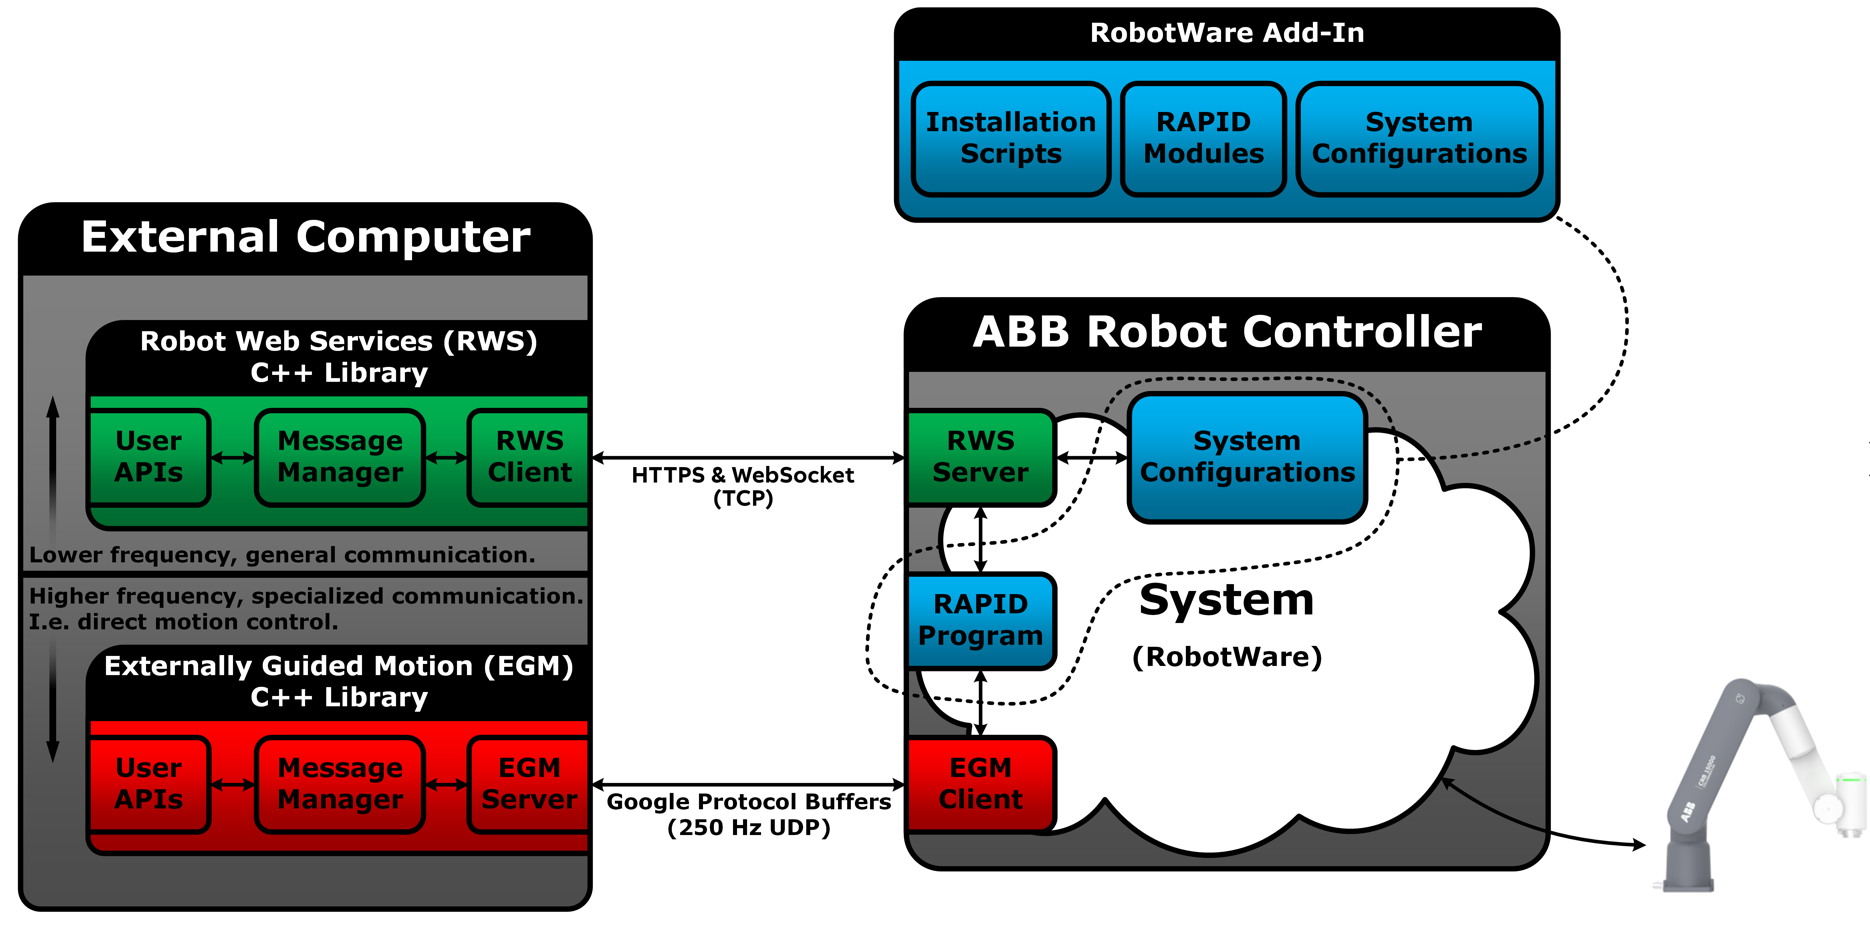 RobotWare Add-In
Installation
Scripts
RAPID
Modules
System
Configurations
External Computer
Robot Web Services (RWS)
C++ Library
User
APIs
Message
Manager
RWS
Client
Lower frequency, general communication.
Higher frequency, specialized communication.
I.e. direct motion control.
Externally Guided Motion (EGM)
C++ Library
User
APIs
Message
Manager
EGM
Server
HTTPS & WebSocket
(TCP)
Google Protocol Buffers
(250 Hz UDP)
ABB Robot Controller
RWS
Server
System
Configurations
RAPID
Program
System
(RobotWare)
EGM
Client
CRB 15000
ABB